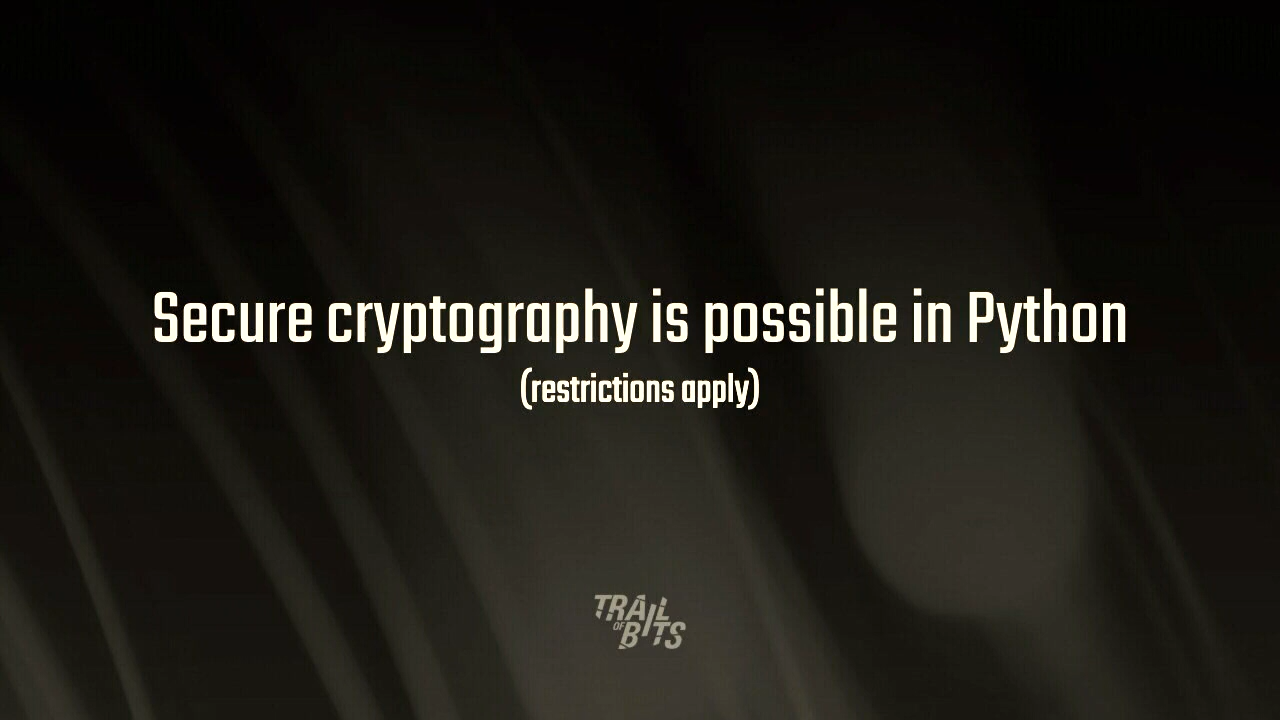 Secure cryptography is possible in Python
(restrictions apply)
TRAIL
OF BITS